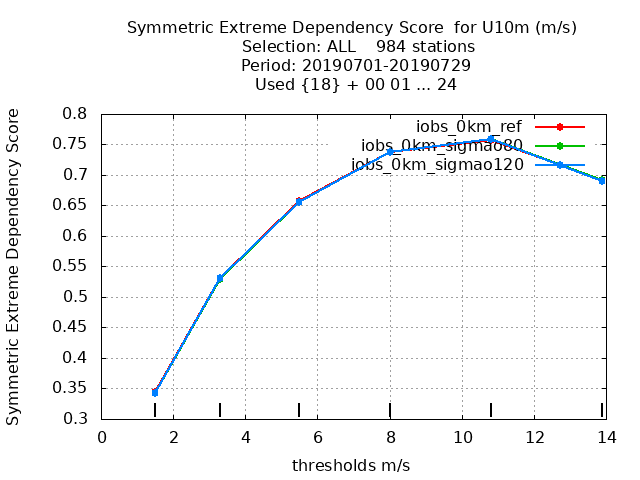 Symmetric Extreme Dependency Score  for U10m (m/s)
Selection: ALL    984 stations
Period: 20190701-20190729
Used {18} + 00 01 ... 24
Symmetric Extreme Dependency Score
0.8
0.75
0.7
0.65
0.6
0.55
0.5
0.45
0.4
0.35
0.3
iobs_0km_ref
iobs_0km_sigmao80
iobs_0km_sigmao120
0 2 4 6 8 10 12 14
thresholds m/s